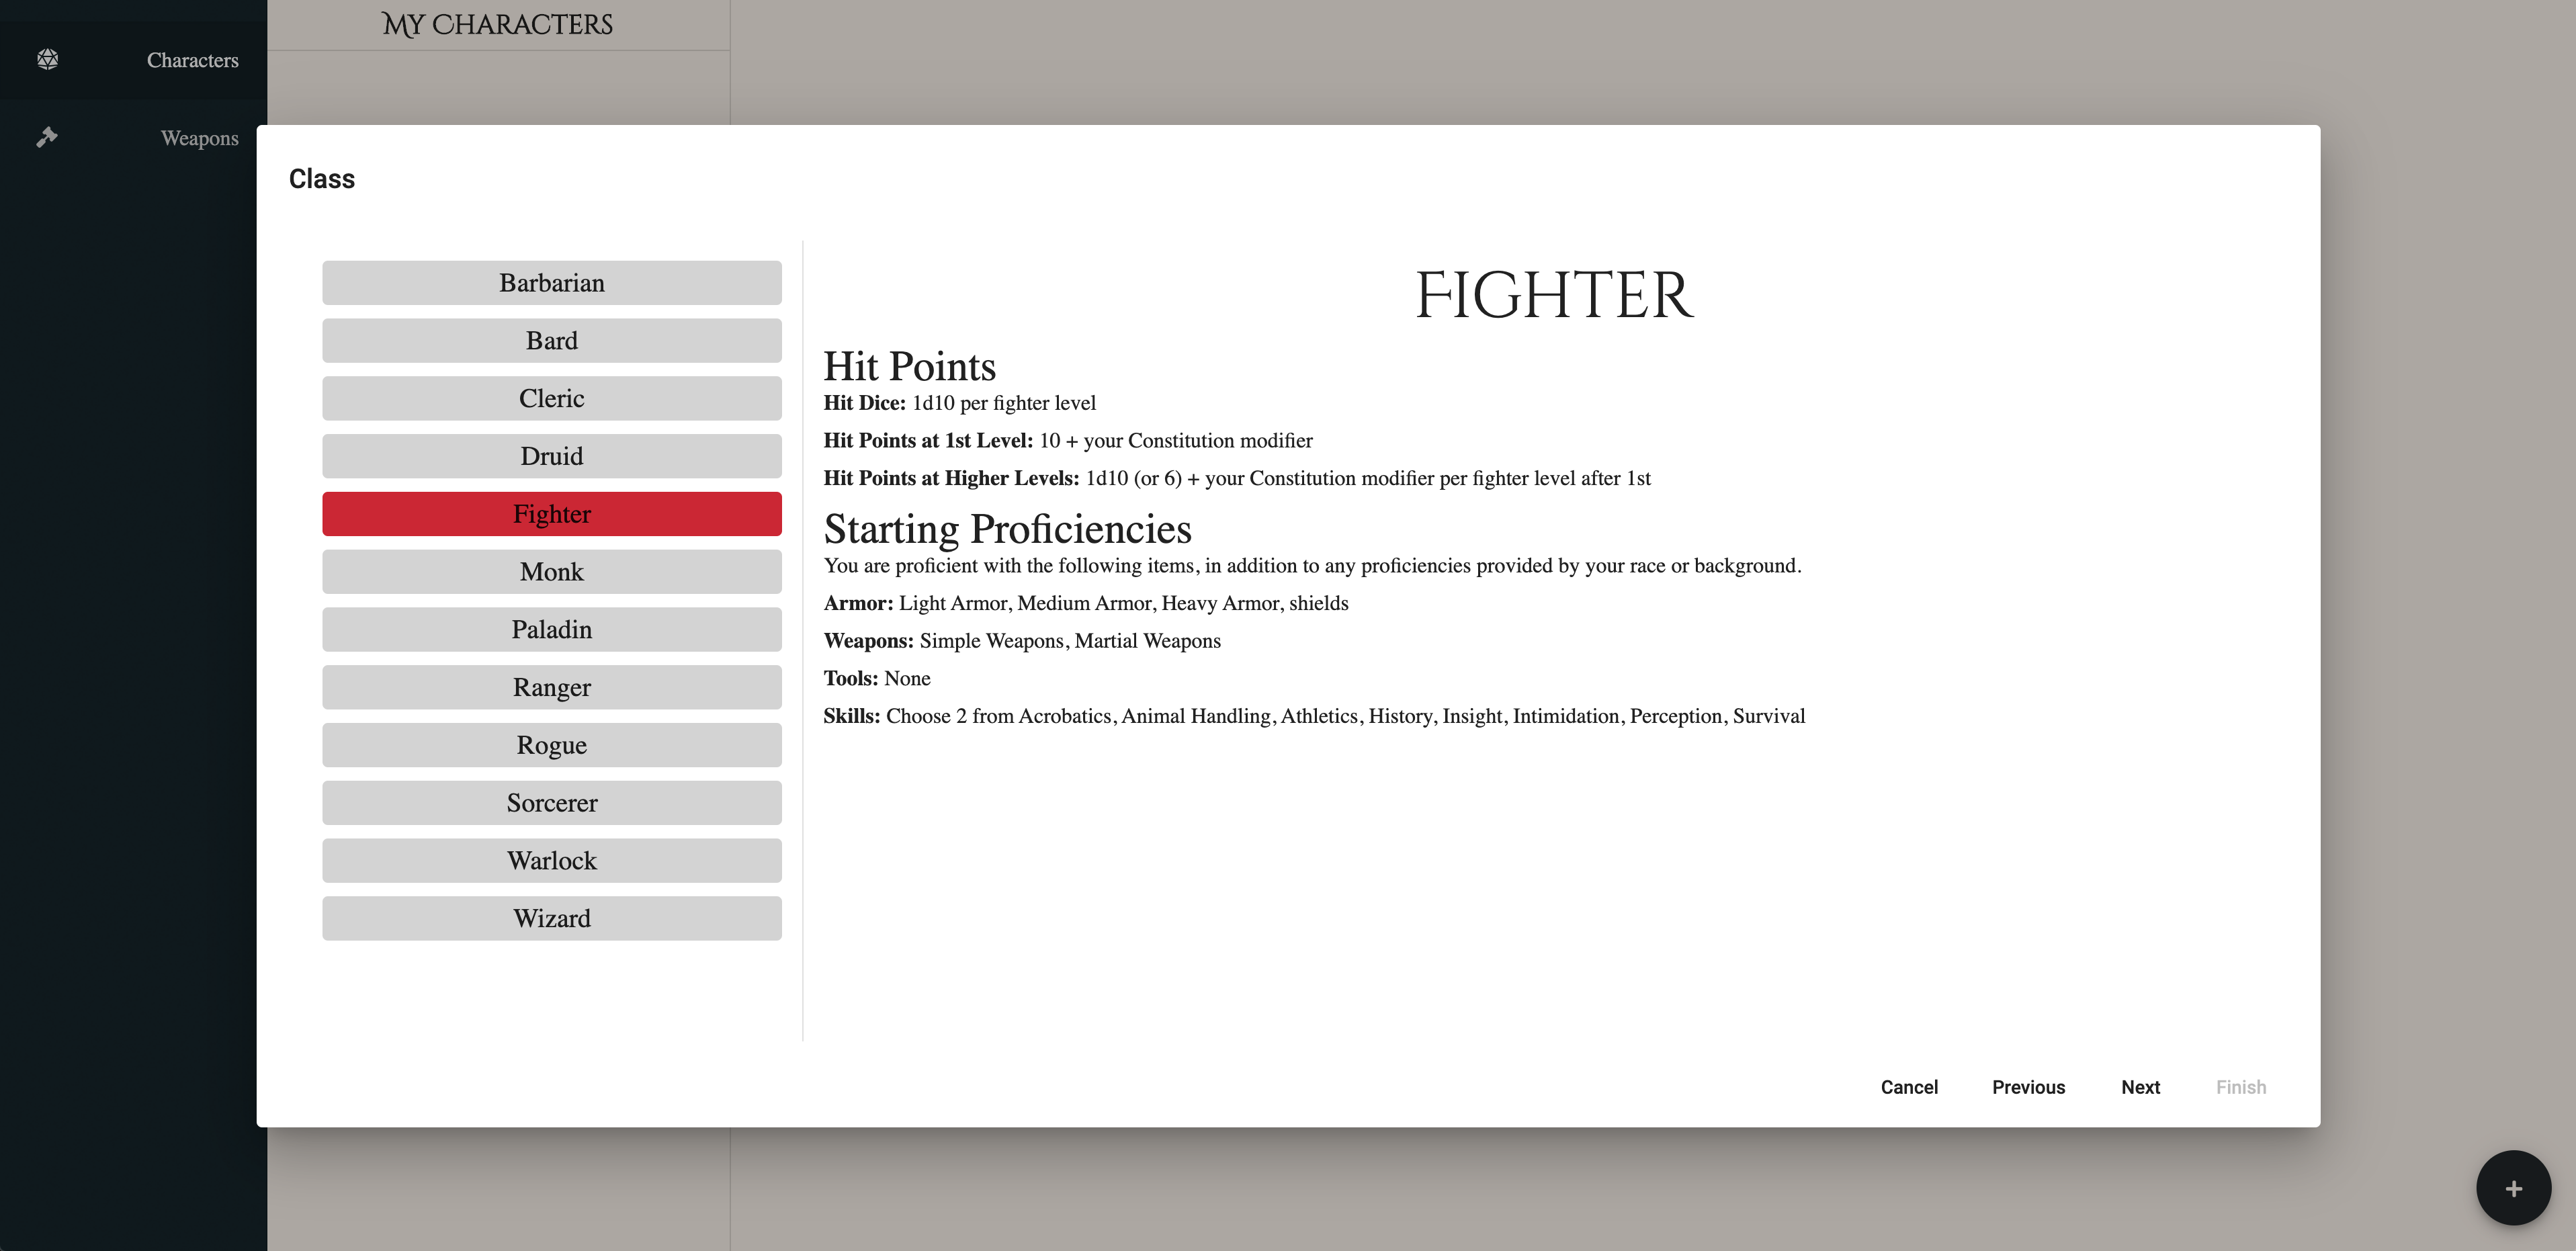 My Characters
Characters
Weapons
Class
Barbarian
Bard
Cleric
Druid
Fighter
Monk
Paladin
Ranger
Rogue
Sorcerer
Warlock
Wizard
Fighter
Hit Points
Hit Dice: 1d10 per fighter level
Hit Points at 1st Level: 10 + your Constitution modifier
Hit Points at Higher Levels: 1d10 (or 6) + your Constitution modifier per fighter level after 1st
Starting Proficiencies
You are proficient with the following items, in addition to any proficiencies provided by your race or background.
Armor: Light Armor, Medium Armor, Heavy Armor, shields
Weapons: Simple Weapons, Martial Weapons
Tools: None
Skills: Choose 2 from Acrobatics, Animal Handling, Athletics, History, Insight, Intimidation, Perception, Survival
Cancel Previous Next Finish
+